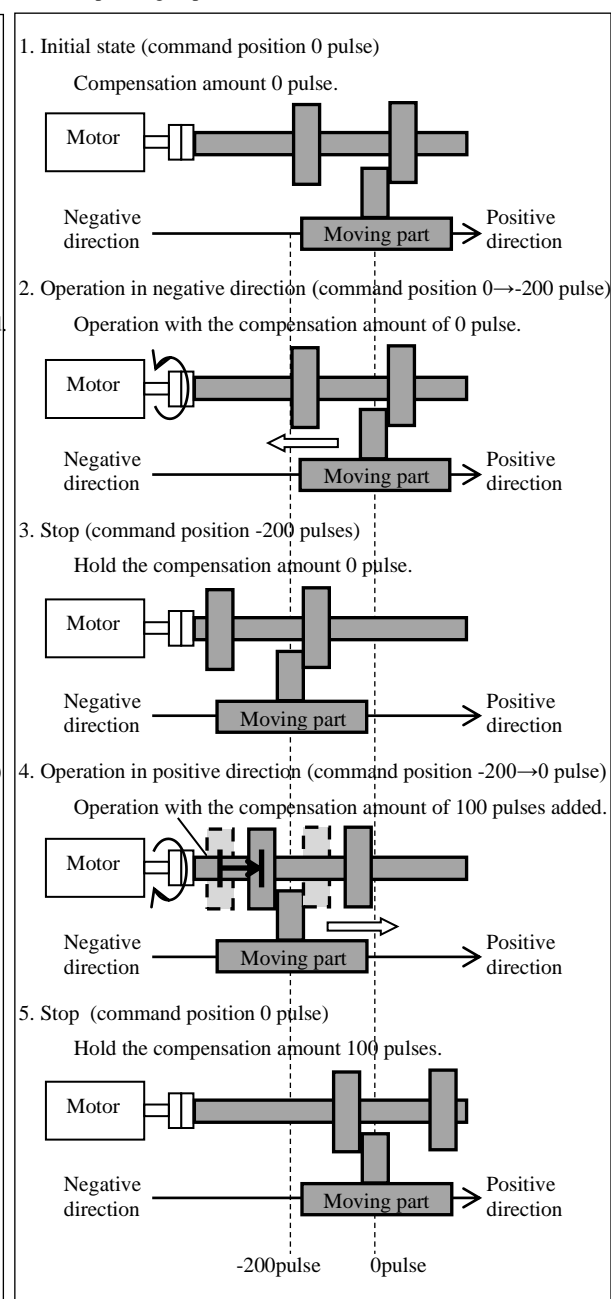 1. Initial state (command position 0 pulse)
Compensation amount 0 pulse.
Motor
Negative
direction
Moving part
Positive
direction
2. Operation in negative direction (command position 0→-200 pulse)
Operation with the compensation amount of 0 pulse.
Motor
Negative
direction
Moving part
Positive
direction
3. Stop (command position -200 pulses)
Hold the compensation amount 0 pulse.
Motor
Negative
direction
Moving part
Positive
direction
4. Operation in positive direction (command position -200→0 pulse)
Operation with the compensation amount of 100 pulses added.
Motor
Negative
direction
Moving part
Positive
direction
5. Stop (command position 0 pulse)
Hold the compensation amount 100 pulses.
Motor
Negative
direction
Moving part
Positive
direction
-200pulse
0pulse